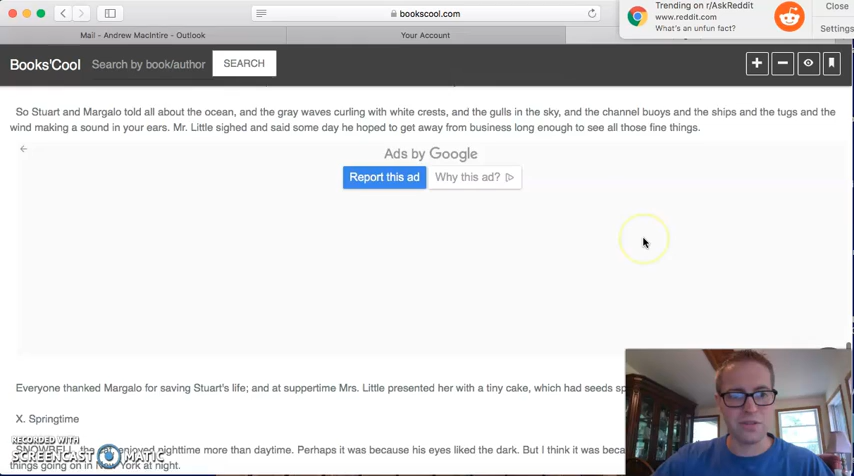 bookscool.com
Trending on r/AskReddit
www.reddit.com
What's an unfun fact?
Close
Settings
Mail - Andrew MacIntire - Outlook
Your Account
Books'Cool
Search by book/author
SEARCH
So Stuart and Margalo told all about the ocean, and the gray waves curling with white crests, and the gulls in the sky, and the channel buoys and the ships and the tugs and the
wind making a sound in your ears. Mr. Little sighed and said some day he hoped to get away from business long enough to see all those fine things.
Ads by Google
Report this ad
Why this ad?
Everyone thanked Margalo for saving Stuart's life; and at suppertime Mrs. Little presented her with a tiny cake, which had seeds
X. Springtime
SNOWBELL, the cat, enjoyed nighttime more than daytime. Perhaps it was because his eyes liked the dark. But I think it was
things going on in New York at night.
RECORDED WITH
SCREENCAST MATIC